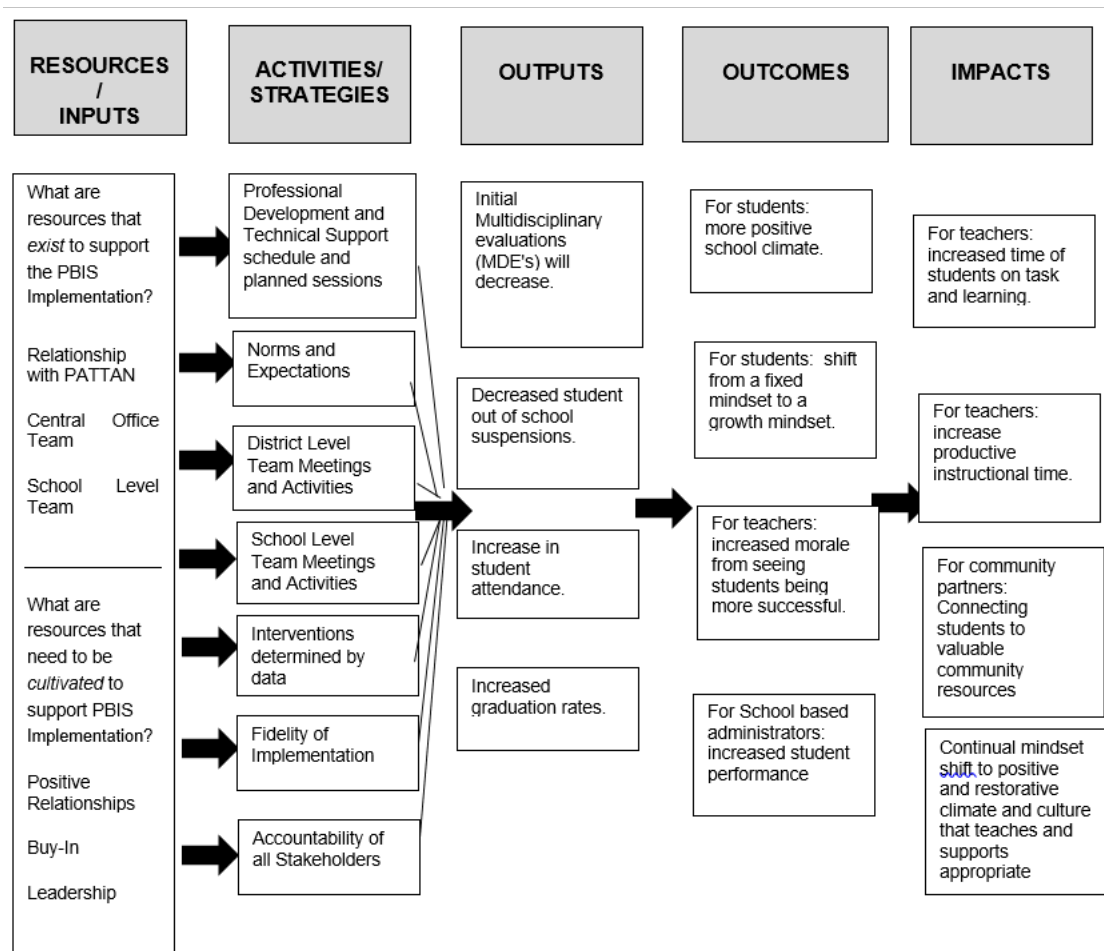 RESOURCES
/
INPUTS
ACTIVITIES/
STRATEGIES
OUTPUTS
OUTCOMES
IMPACTS
What are
resources that
exist to support
the PBIS
Implementation?
Relationship
with PATTAN
Central Office
Team
School Level
Team
What are
resources that
need to be
cultivated to
support PBIS
Implementation?
Positive
Relationships
Buy-In
Leadership
Professional
Development and
Technical Support
schedule and
planned sessions
Norms and
Expectations
District Level
Team Meetings
and Activities
School Level
Team Meetings
and Activities
Interventions
determined by
data
Fidelity of
Implementation
Accountability of
all Stakeholders
Initial
Multidisciplinary
evaluations
(MDE's) will
decrease.
Decreased student
out of school
suspensions.
Increase in
student
attendance.
Increased
graduation rates.
For students:
more positive
school climate.
For students: shift
from a fixed
mindset to a
growth mindset.
For teachers:
increased morale
from seeing
students being
more successful.
For School based
administrators:
increased student
performance
For teachers:
increased time of
students on task
and learning.
For teachers:
increase
productive
instructional time.
For community
partners:
Connecting
students to
valuable
community
resources
Continual mindset
shift to positive
and restorative
climate and culture
that teaches and
supports
appropriate